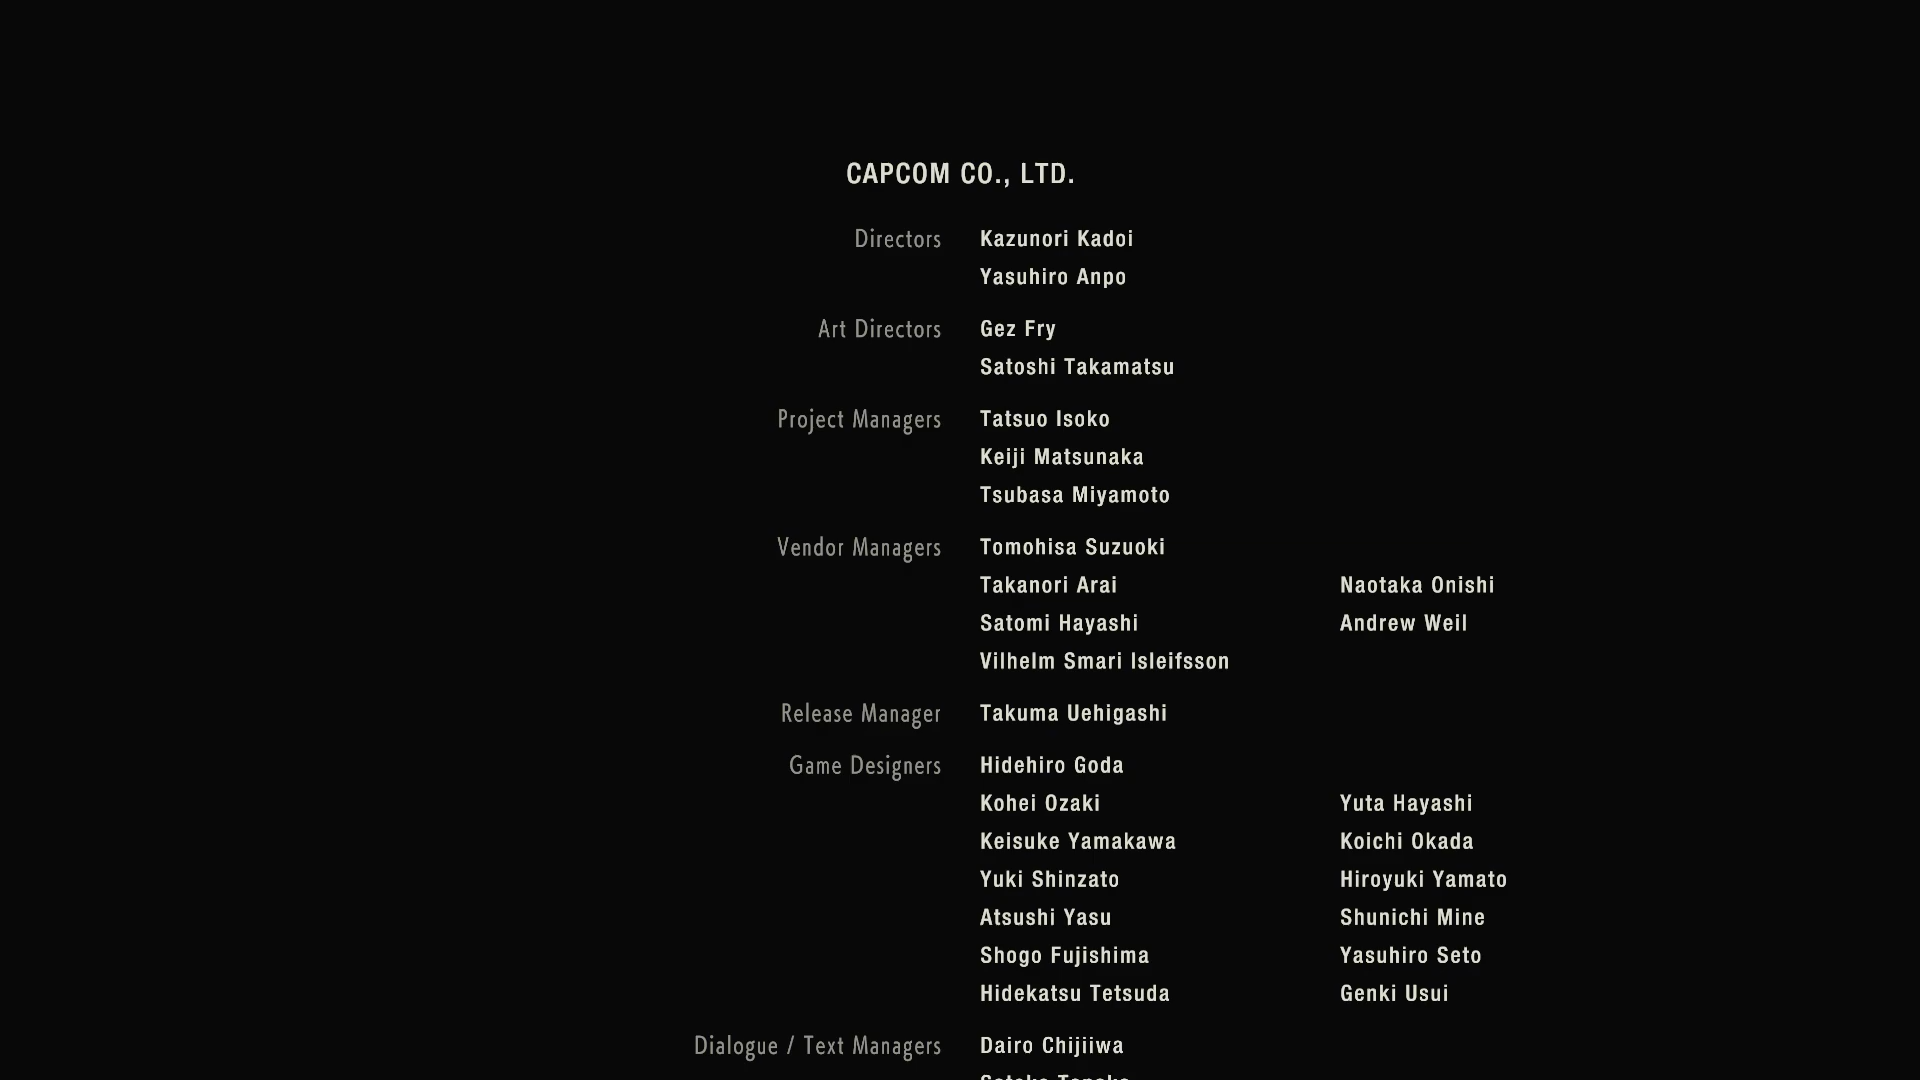 CAPCOM CO., LTD.
Directors Kazunori Kadoi
Yasuhiro Anpo
Art Directors Gez Fry
Satoshi Takamatsu
Project Managers Tatsuo Isoko
Keiji Matsunaka
Tsubasa Miyamoto
Vendor Managers Tomohisa Suzuoki
Takanori Arai Naotaka Onishi
Satomi Hayashi Andrew Weil
Vilhelm Smari Isleifsson
Release Manager Takuma Uehigashi
Game Designers Hidehiro Goda
Kohei Ozaki Yuta Hayashi
Keisuke Yamakawa Koichi Okada
Yuki Shinzato Hiroyuki Yamato
Atsushi Yasu Shunichi Mine
Shogo Fujishima Yasuhiro Seto
Hidekatsu Tetsuda Genki Usui
Dialogue / Text Managers Dairo Chijiiwa